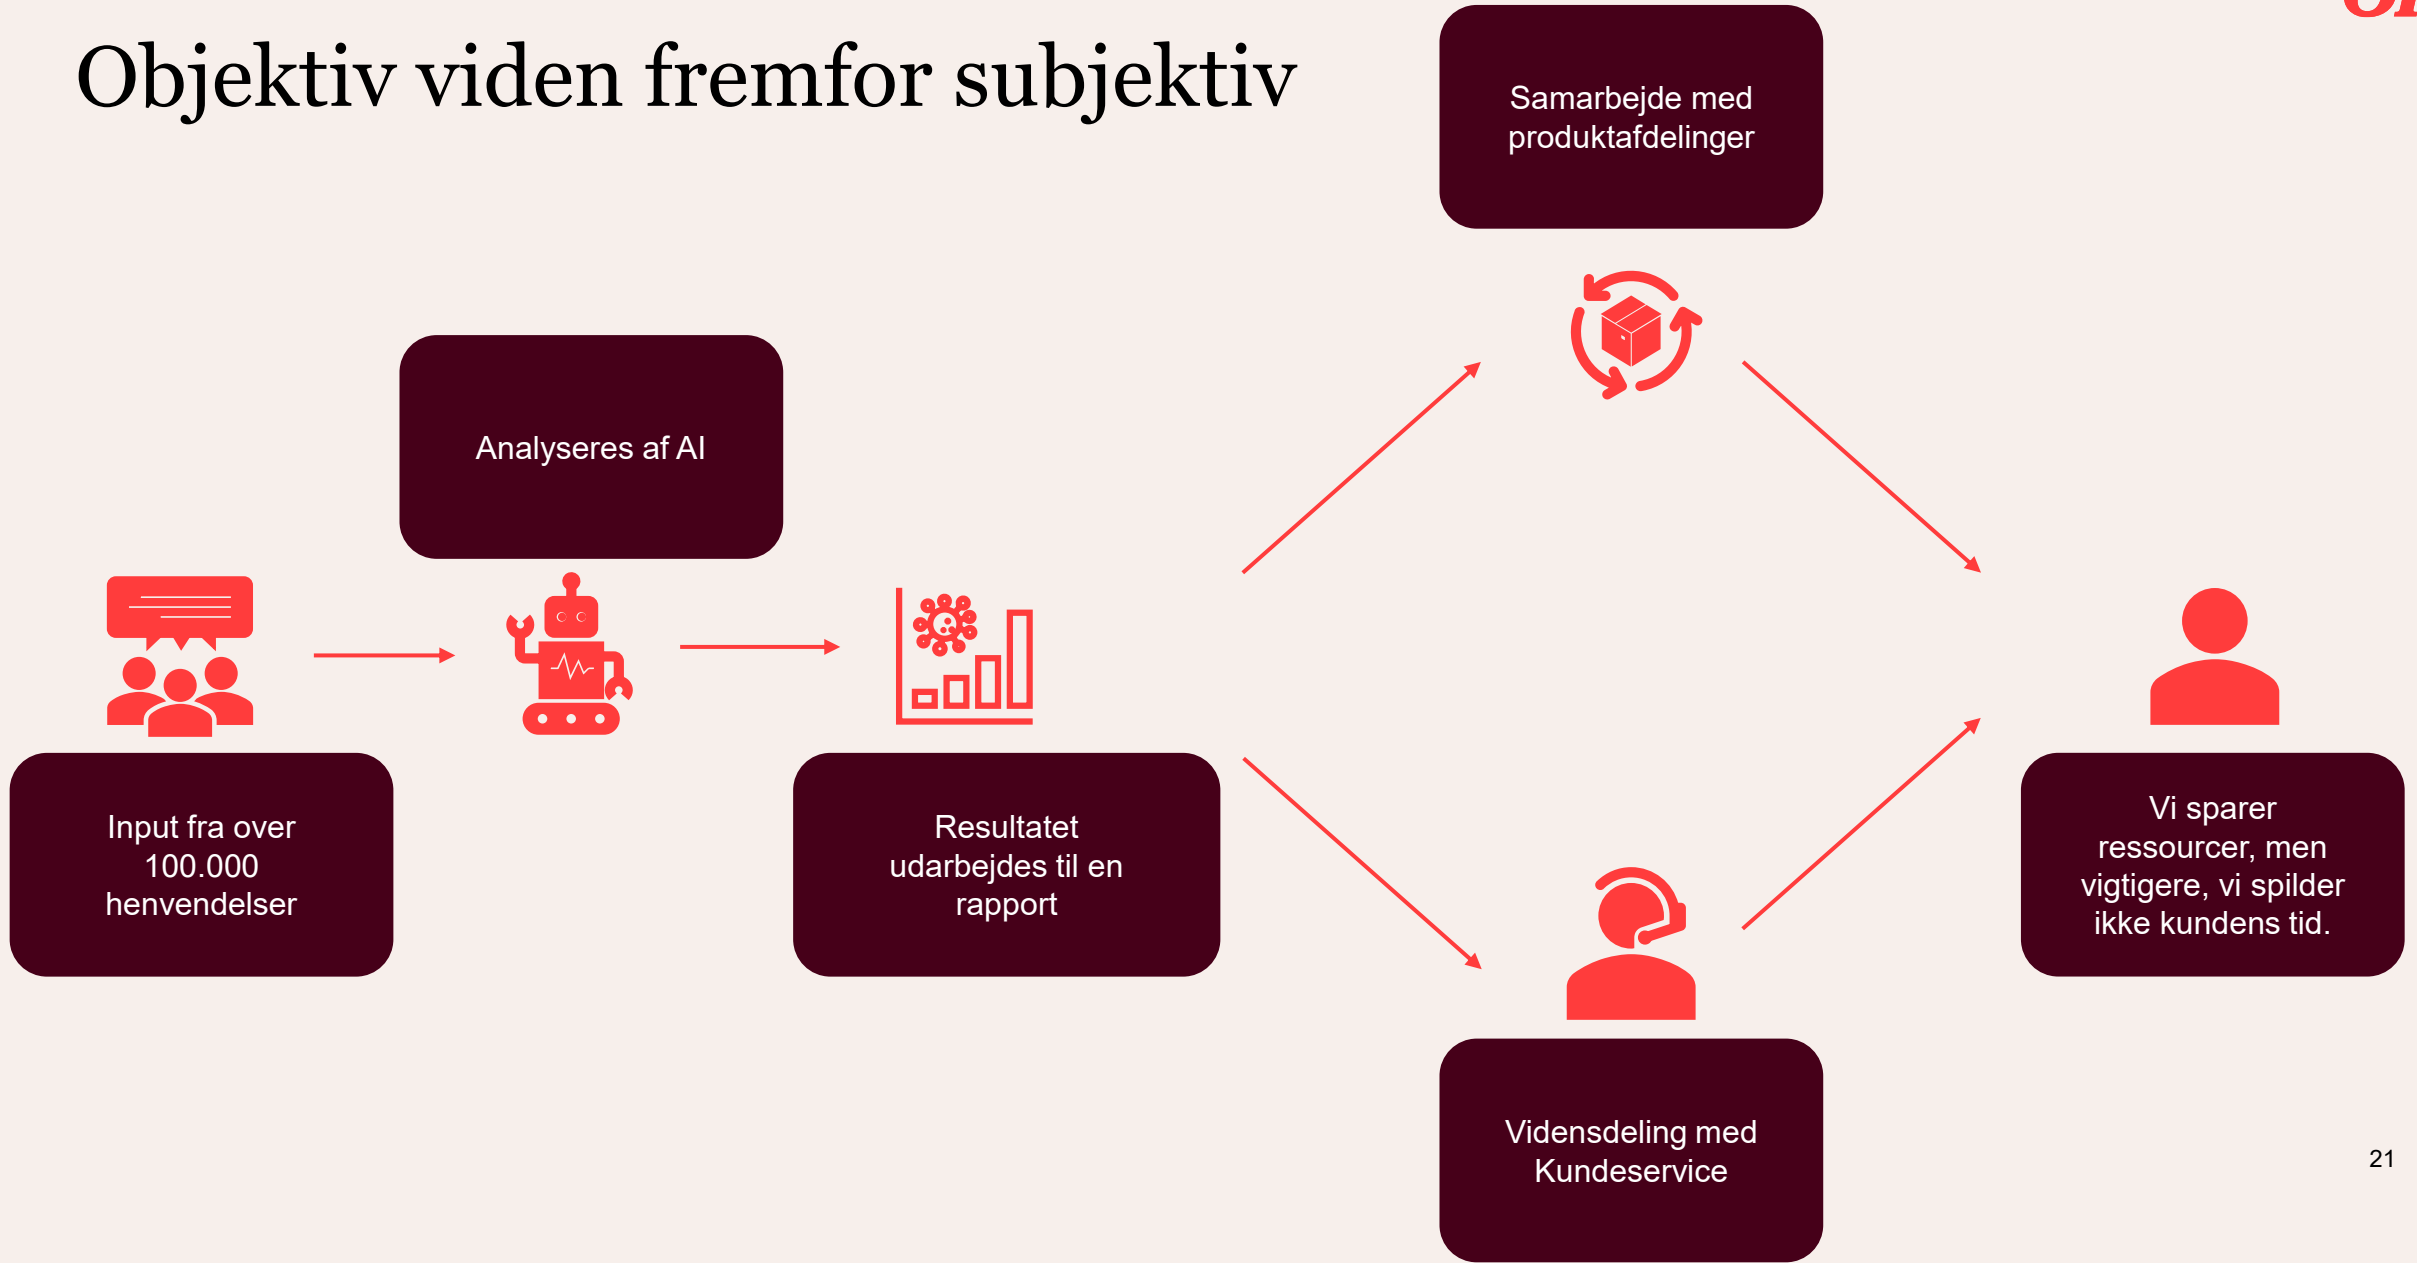 Objektiv viden fremfor subjektiv
Samarbejde med
produktafdelinger
Analyseres af AI
Input fra over
100.000
henvendelser
Resultatet
udarbejdes til en
rapport
Vi sparer
ressourcer, men
vigtigere, vi spilder
ikke kundens tid.
Vidensdeling med
Kundeservice
21